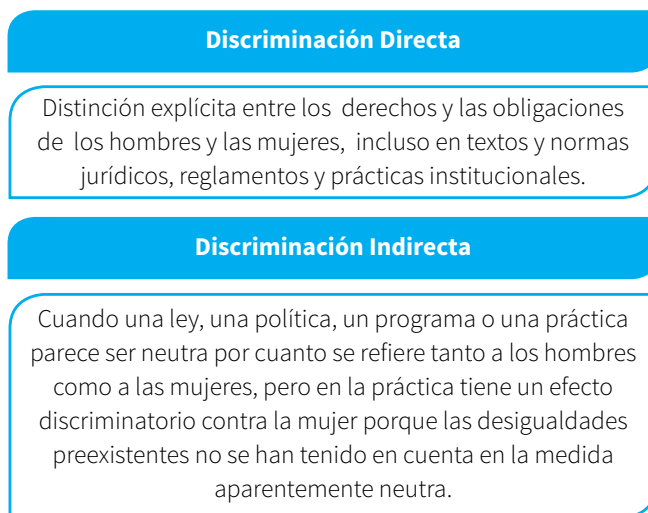 Discriminación Directa
Distinción explícita entre los derechos y las obligaciones
de los hombres y las mujeres, incluso en textos y normas
jurídicos, reglamentos y prácticas institucionales.
Discriminación Indirecta
Cuando una ley, una política, un programa o una práctica
parece ser neutra por cuanto se refiere tanto a los hombres
como a las mujeres, pero en la práctica tiene un efecto
discriminatorio contra la mujer porque las desigualdades
preexistentes no se han tenido en cuenta en la medida
aparentemente neutra.